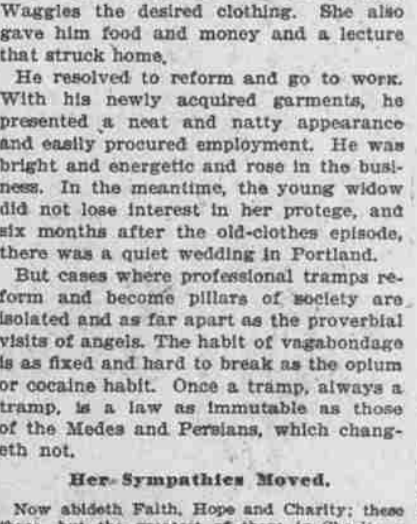 Waggles the desired clothing. She also
gave him food and money and a lecture
that struck home.
He resolved to reform and go to work.
With his newly acquired garments, he
presented a neat and natty appearance
and easily procured employment. He was
bright and energetic and rose in the busi-
ness. In the meantime, the young widow
did not lose interest in her protege, and
six months after the old-clothes episode,
there was a quiet wedding in Portland.
But cases where professional tramps re-
form and become pillars of society are
isolated and as far apart as the proverbial
visits of angels. The habit of vagabondage
is as fixed and hard to break as the opium
or cocaine habit. Once a tramp, always a
tramp, is a law as immutable as those
of the Medes and Persians, which chang-
eth not.
Her Sympathies Moved.
Now abideth Faith, Hope and Charity; these